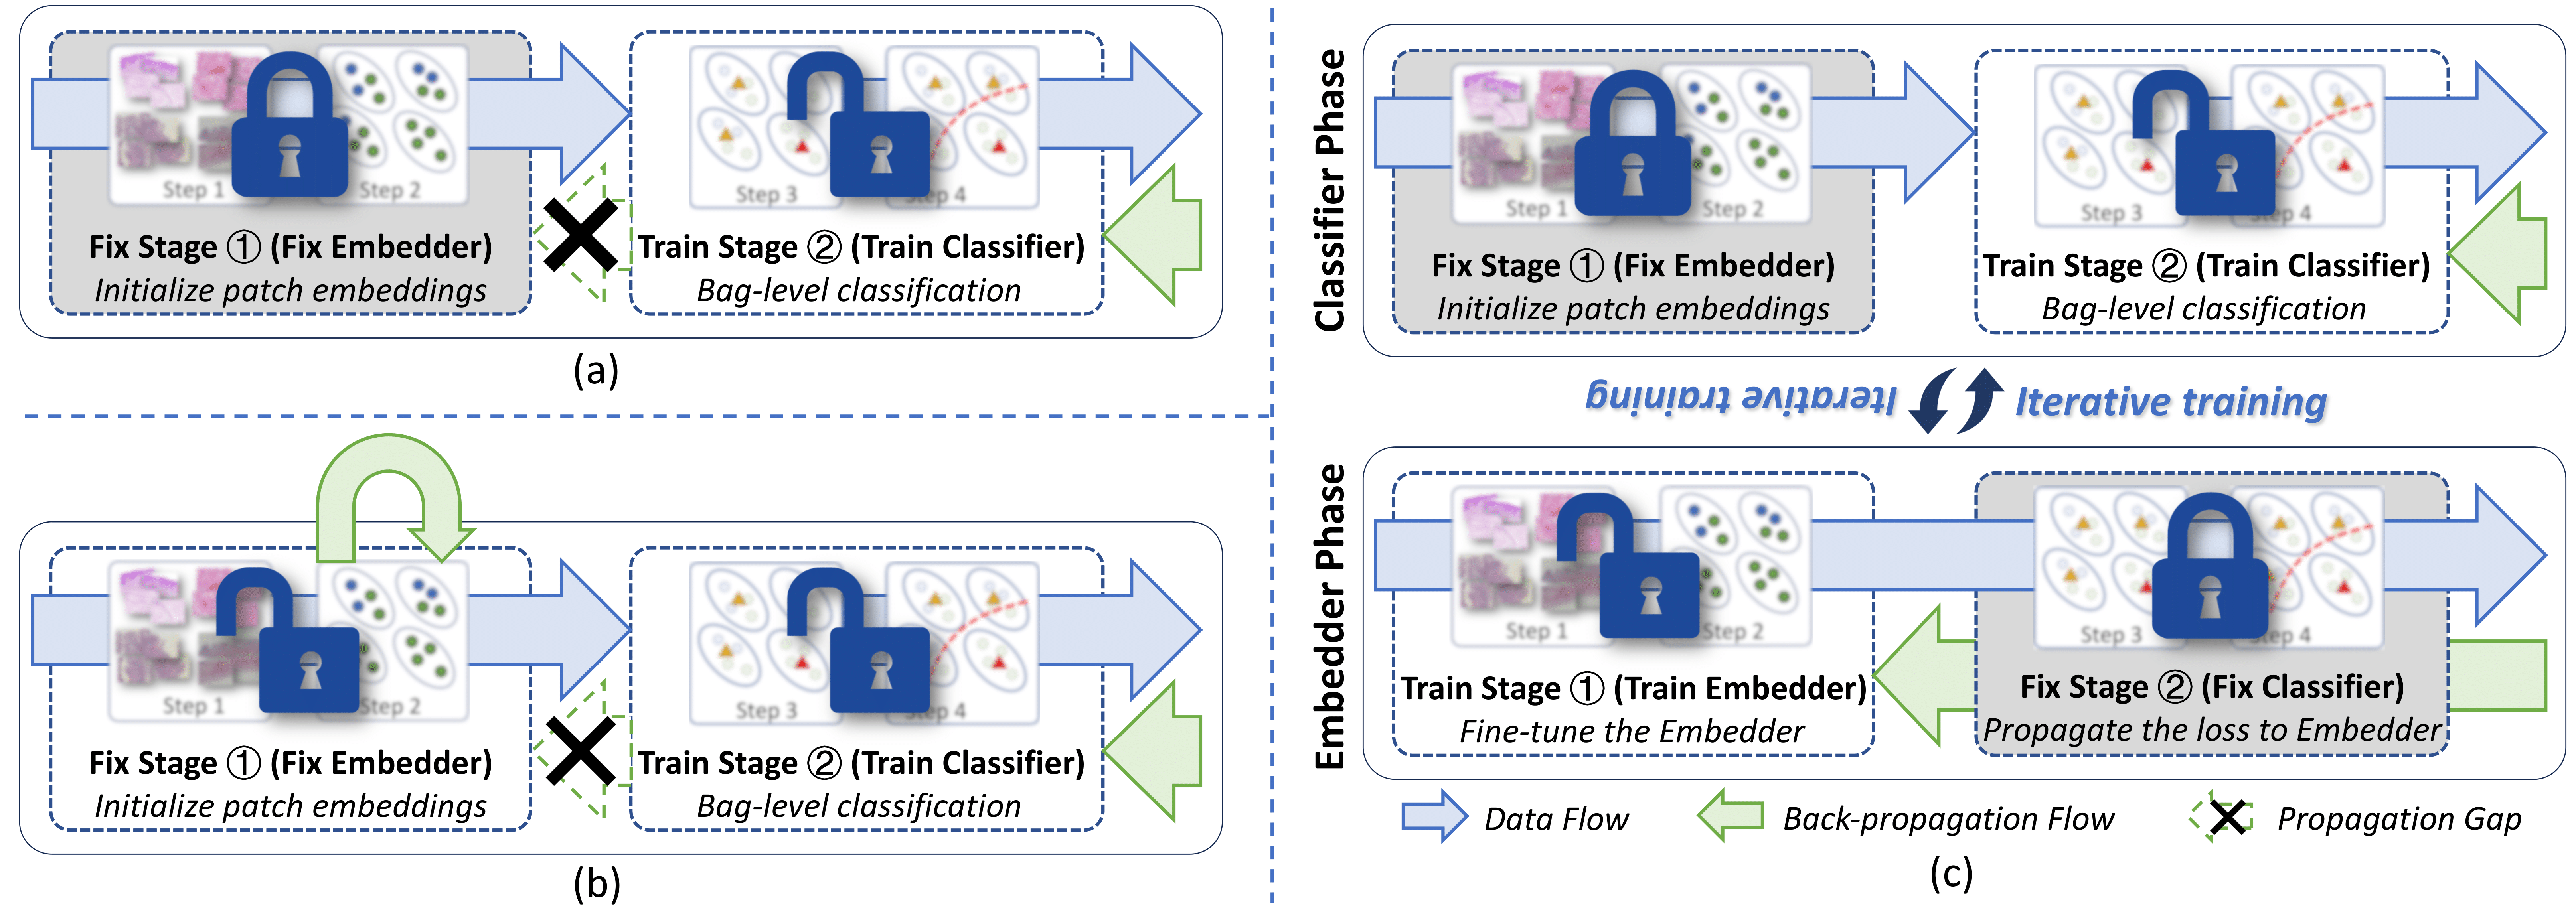 Step 1
Step 2
Fix Stage ① (Fix Embedder)
Initialize patch embeddings
Step 3
Step 4
Train Stage ② (Train Classifier)
Bag-level classification
(a)
Step 1
Step 2
Fix Stage ① (Fix Embedder)
Initialize patch embeddings
Step 3
Step 4
Train Stage ② (Train Classifier)
Bag-level classification
(b)
Classifier Phase
Step 1
Step 2
Fix Stage ① (Fix Embedder)
Initialize patch embeddings
Step 3
Step 4
Train Stage ② (Train Classifier)
Bag-level classification
Iterative training
Iterative training
Embedder Phase
Step 1
Step 2
Train Stage ① (Train Embedder)
Fine-tune the Embedder
Step 3
Step 4
Fix Stage ② (Fix Classifier)
Propagate the loss to Embedder
Data Flow
Back-propagation Flow
Propagation Gap
(c)